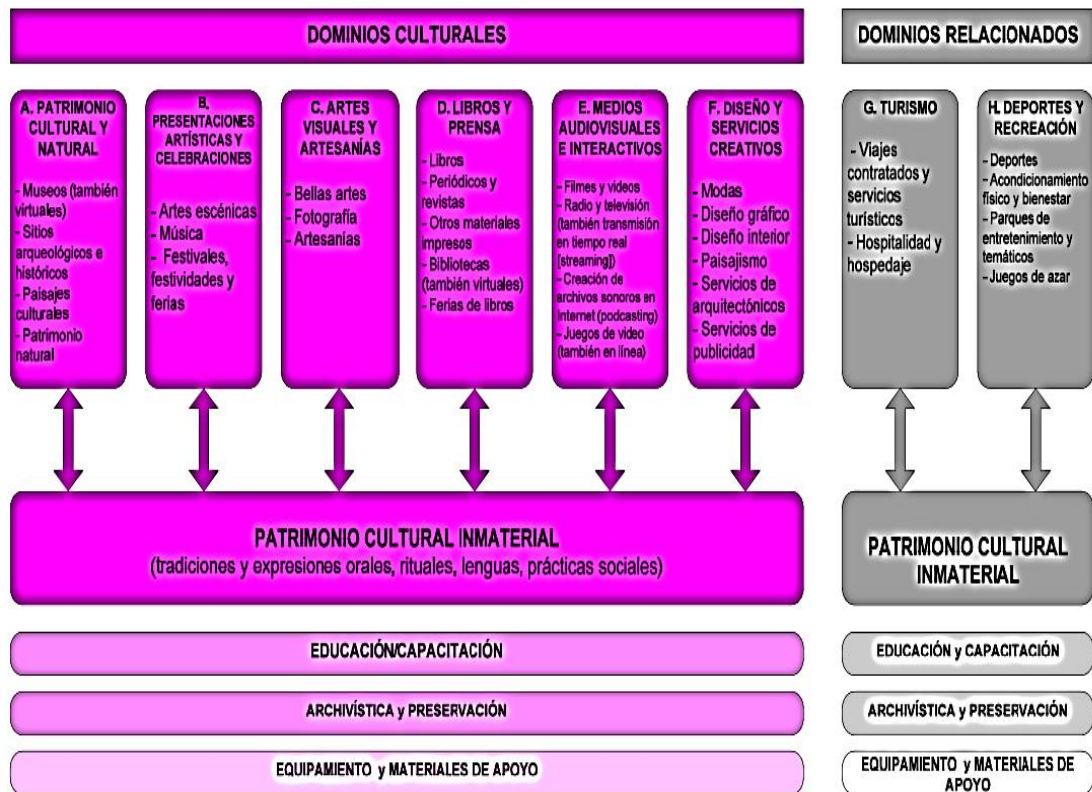 DOMINIOS CULTURALES
DOMINIOS RELACIONADOS
A. PATRIMONIO
CULTURAL Y
NATURAL
- Museos (también
virtuales)
- Sitios
arqueológicos e
históricos
- Paisajes
culturales
- Patrimonio
natural
B.
PRESENTACIONES
ARTÍSTICAS Y
CELEBRACIONES
- Artes escénicas
- Música
- Festivales,
festividades y
ferias
C. ARTES
VISUALES Y
ARTESANÍAS
- Bellas artes
- Fotografía
- Artesanías
D. LIBROS Y
PRENSA
- Libros
- Periódicos y
revistas
- Otros materiales
impresos
- Bibliotecas
(también virtuales)
- Ferias de libros
E. MEDIOS
AUDIOVISUALES
E INTERACTIVOS
- Filmes y videos
- Radio y televisión
(también transmisión
en tiempo real
[streaming])
- Creación de
archivos sonoros en
Internet (podcasting)
- Juegos de video
(también en línea)
F. DISEÑO Y
SERVICIOS
CREATIVOS
- Modas
- Diseño gráfico
- Diseño interior
- Paisajismo
- Servicios de
arquitectónicos
- Servicios de
publicidad
G. TURISMO
- Viajes
contratados y
servicios
turísticos
- Hospitalidad y
hospedaje
H. DEPORTES Y
RECREACIÓN
- Deportes
- Acondicionamiento
físico y bienestar
- Parques de
entretenimiento y
temáticos
- Juegos de azar
PATRIMONIO CULTURAL INMATERIAL
(tradiciones y expresiones orales, rituales, lenguas, prácticas sociales)
PATRIMONIO CULTURAL
INMATERIAL
EDUCACIÓN/CAPACITACIÓN
EDUCACIÓN y CAPACITACIÓN
ARCHIVÍSTICA y PRESERVACIÓN
ARCHIVÍSTICA y PRESERVACIÓN
EQUIPAMIENTO y MATERIALES DE APOYO
EQUIPAMIENTO y MATERIALES DE
APOYO